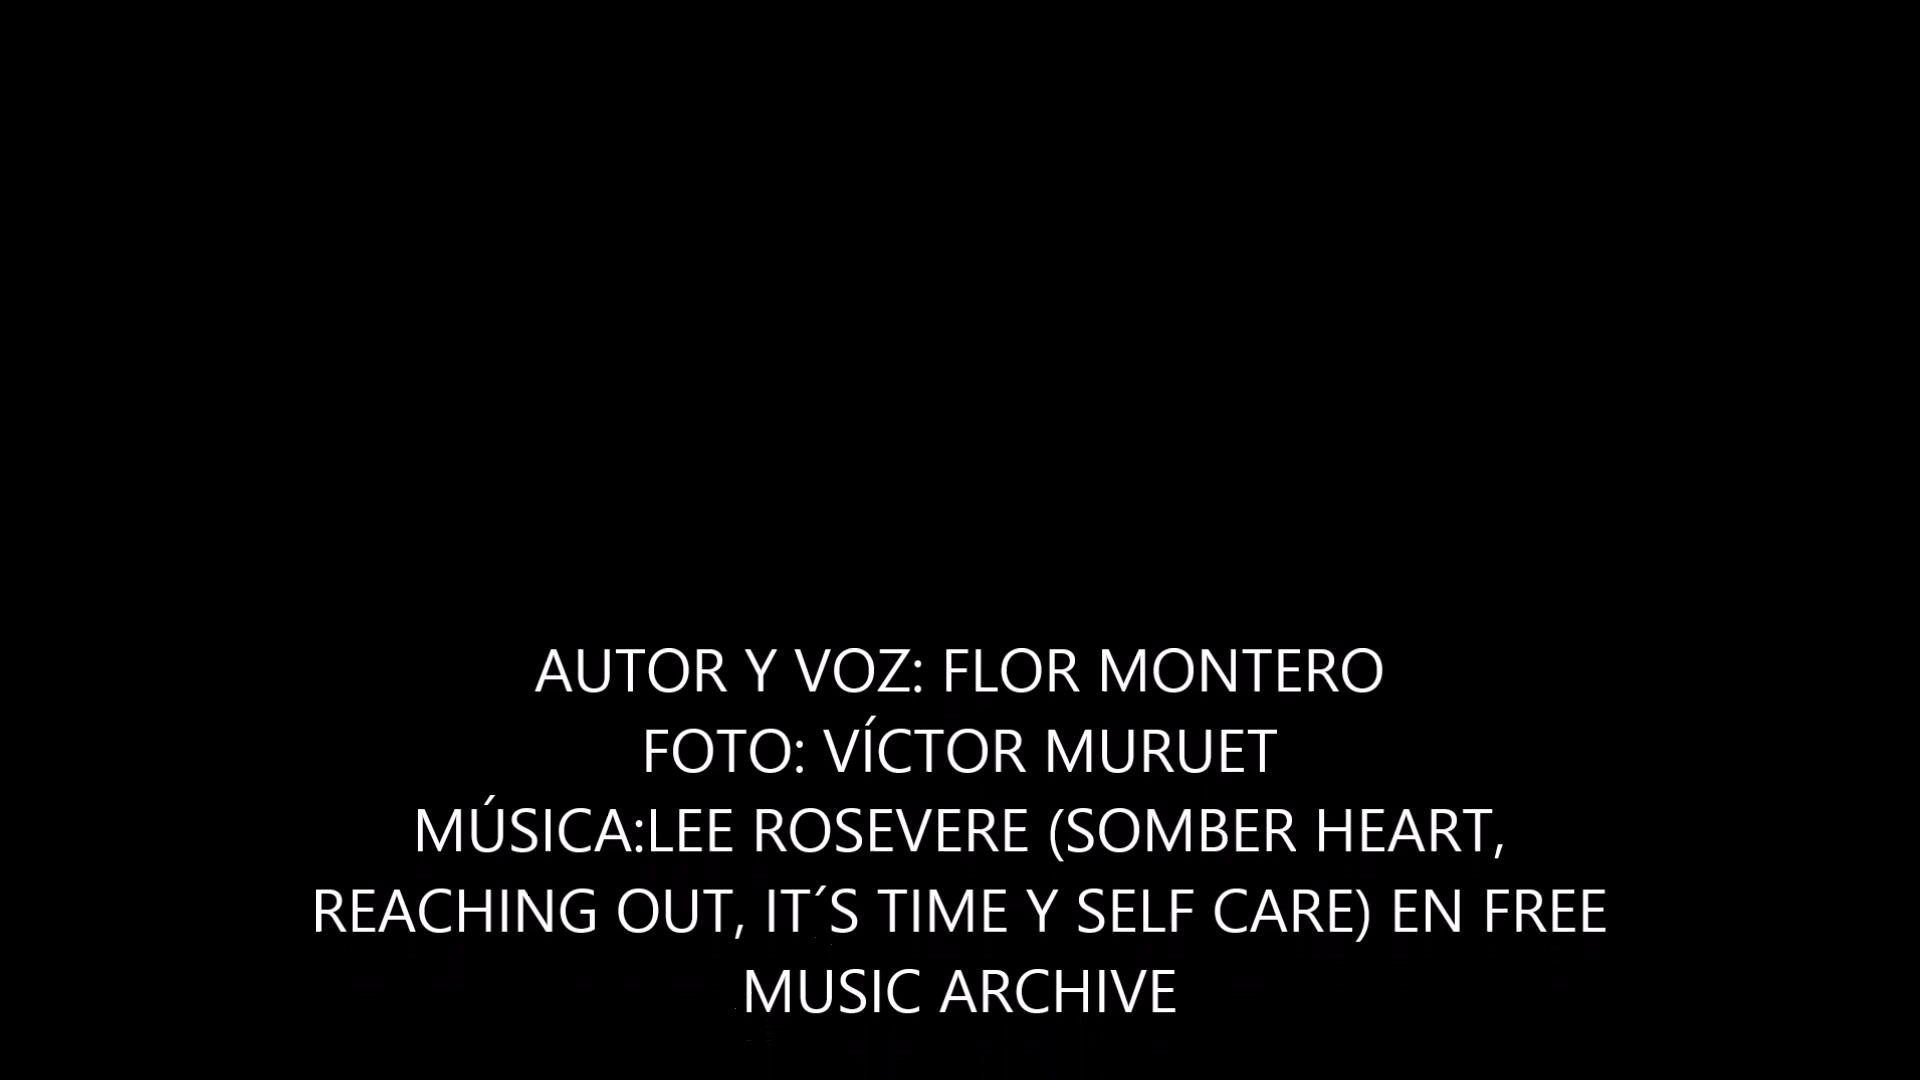 AUTOR Y VOZ: FLOR MONTERO
FOTO: VÍCTOR MURUET
MÚSICA:LEE ROSEVERE (SOMBER HEART,
REACHING OUT, IT´S TIME Y SELF CARE) EN FREE
MUSIC ARCHIVE